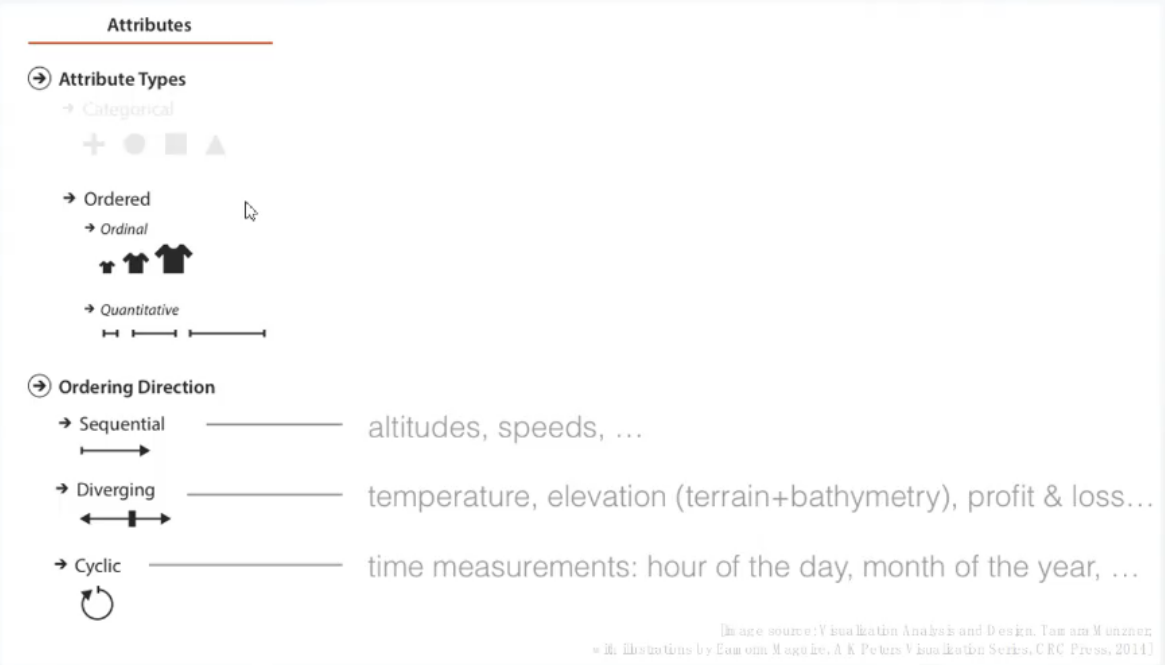 Attributes
Attribute Types
Categorical
Ordered
Ordinal
Quantitative
Ordering Direction
Sequential
altitudes, speeds, …
Diverging
temperature, elevation (terrain+bathymetry), profit & loss…
Cyclic
time measurements: hour of the day, month of the year, …
[Image source: Visualization Analysis and Design, Tamara Munzner,
with illustrations by Eamonn Maguire, A K Peters Visualization Series, CRC Press, 2014]